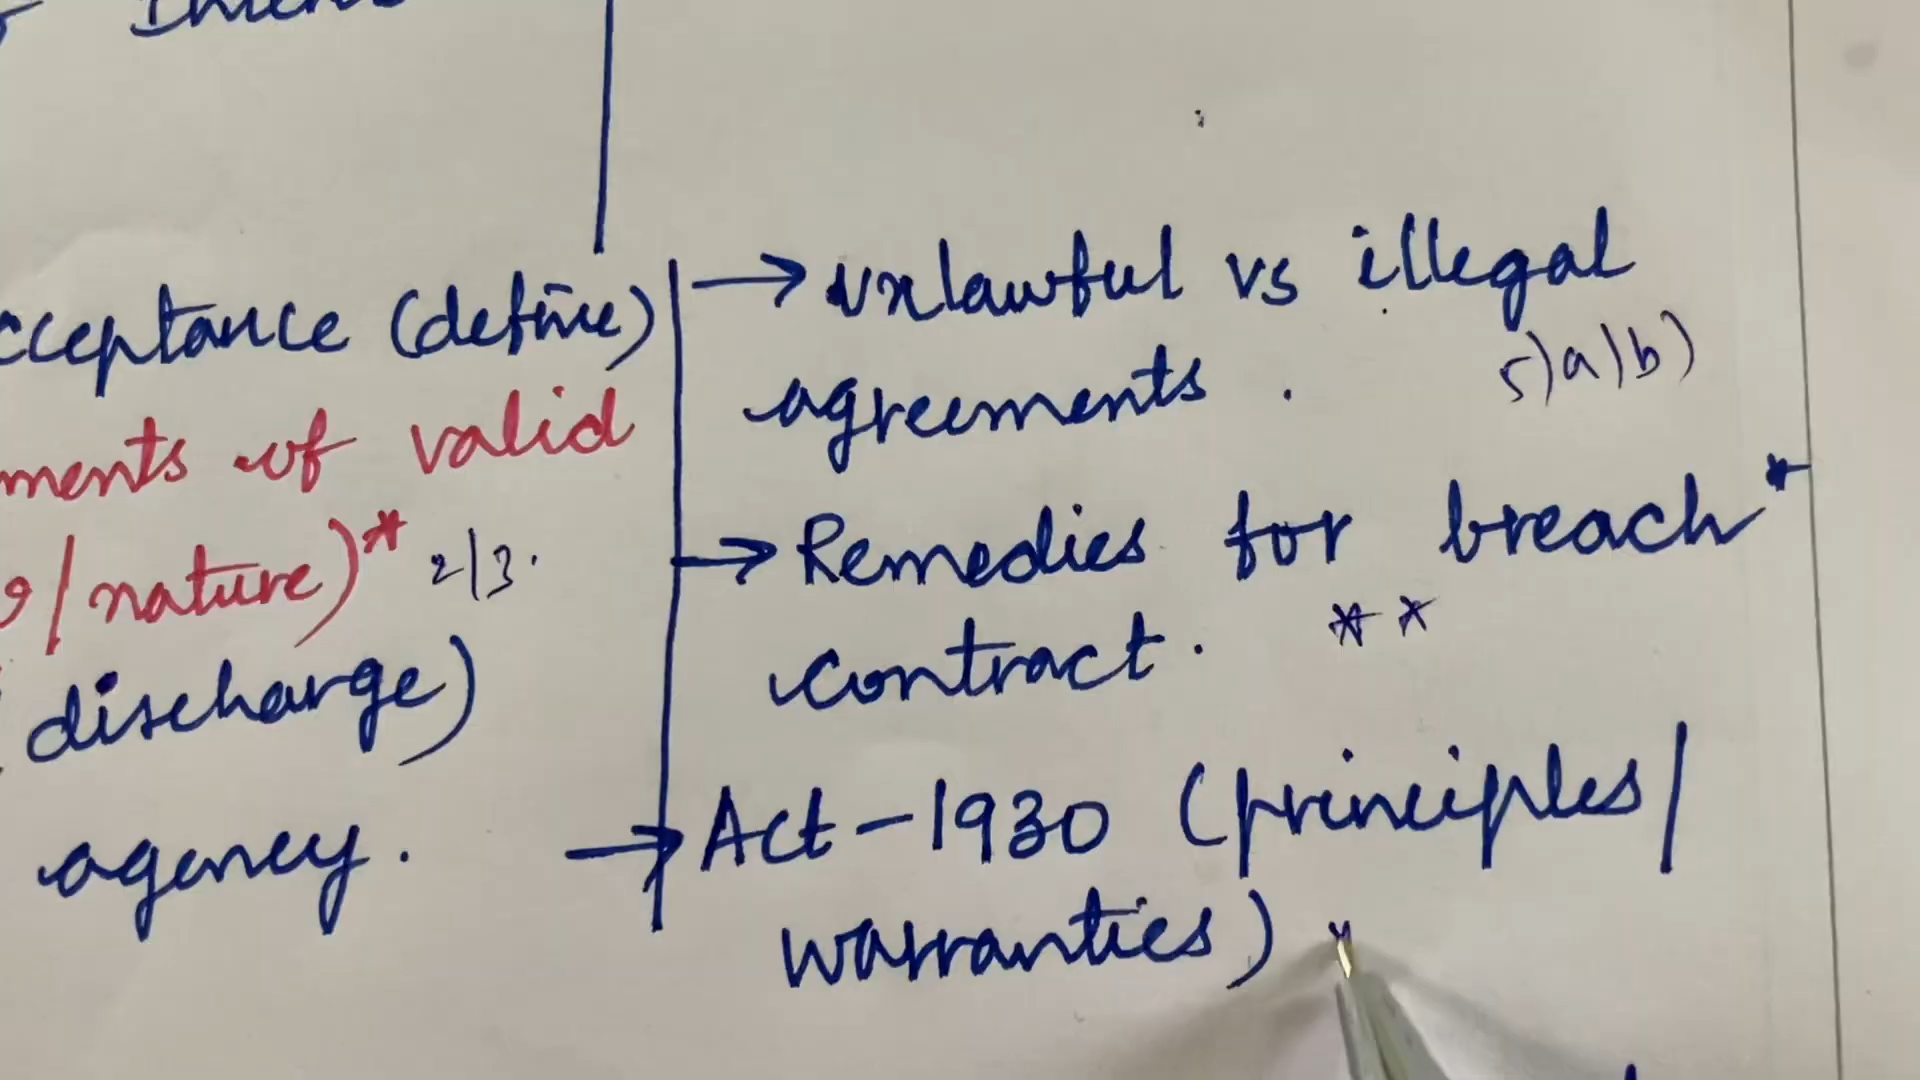 cceptance (define)
ments of valid
/ nature)* 2/3.
discharge)
agency.
→ unlawful vs illegal
agreements. 5)a)b)
→ Remedies for breach*
contract. **
→ Act-1930 (principles/
warranties)